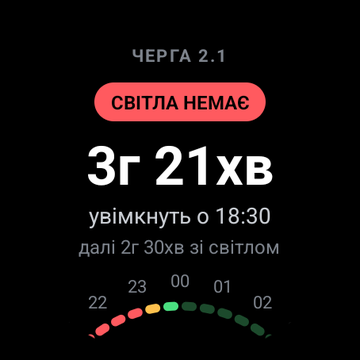 ЧЕРГА 2.1
СВІТЛА НЕМАЄ
3г 21хв
увімкнуть о 18:30
далі 2г 30хв зі світлом
22 23 00 01 02